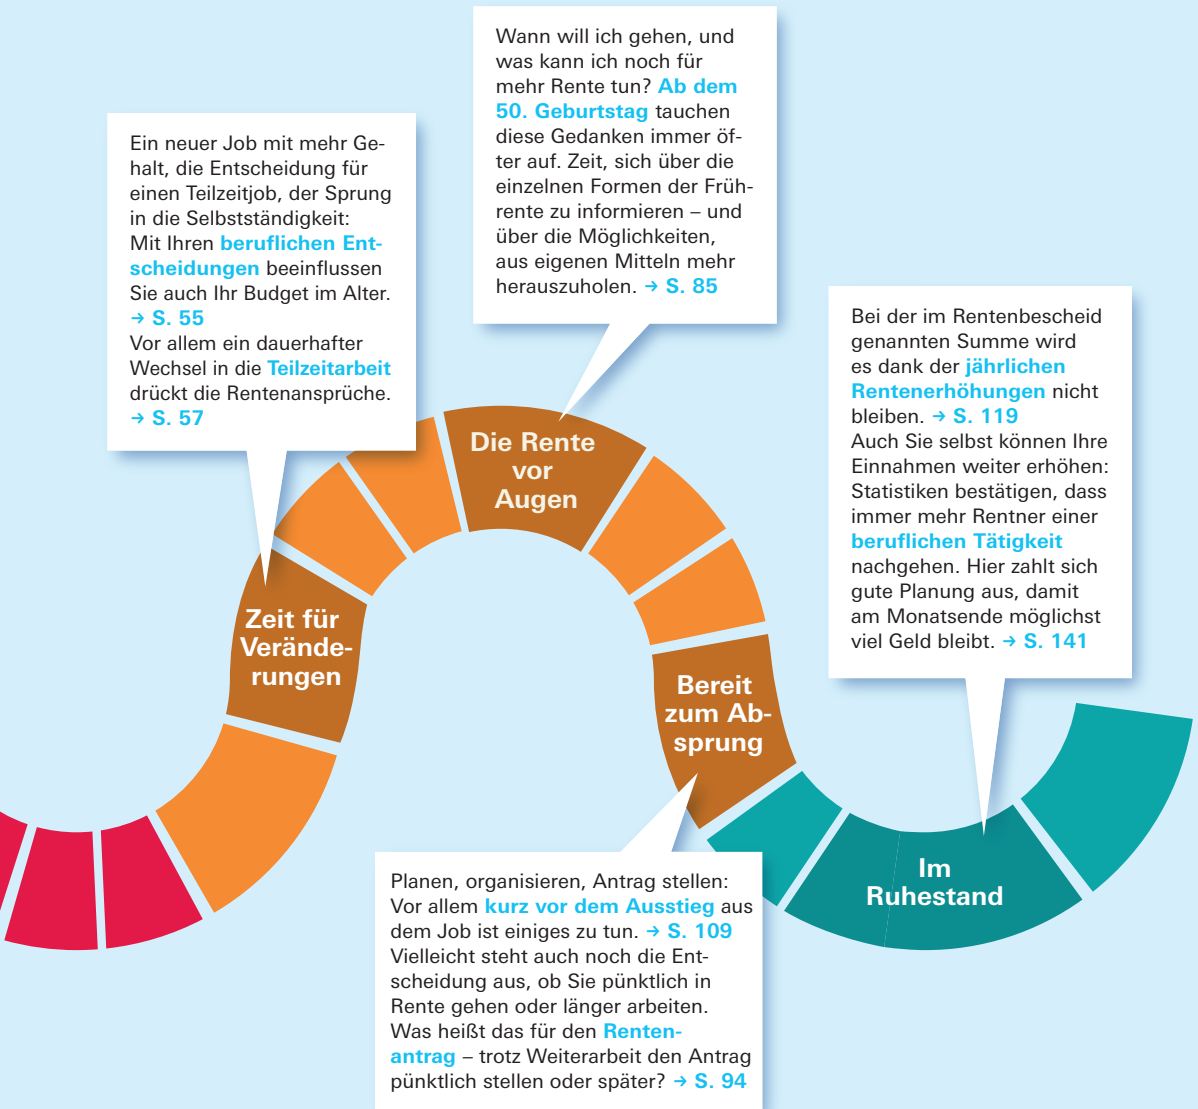 Ein neuer Job mit mehr Ge-
halt, die Entscheidung für
einen Teilzeitjob, der Sprung
in die Selbstständigkeit:
Mit Ihren beruflichen Ent-
scheidungen beeinflussen
Sie auch Ihr Budget im Alter.
→ S. 55
Vor allem ein dauerhafter
Wechsel in die Teilzeitarbeit
drückt die Rentenansprüche.
→ S. 57
Zeit für
Verände-
rungen
Wann will ich gehen, und
was kann ich noch für
mehr Rente tun? Ab dem
50. Geburtstag tauchen
diese Gedanken immer öf-
ter auf. Zeit, sich über die
einzelnen Formen der Früh-
rente zu informieren – und
über die Möglichkeiten,
aus eigenen Mitteln mehr
herauszuholen. → S. 85
Die Rente
vor
Augen
Bereit
zum Ab-
sprung
Planen, organisieren, Antrag stellen:
Vor allem kurz vor dem Ausstieg aus
dem Job ist einiges zu tun. → S. 109
Vielleicht steht auch noch die Ent-
scheidung aus, ob Sie pünktlich in
Rente gehen oder länger arbeiten.
Was heißt das für den Renten-
antrag – trotz Weiterarbeit den Antrag
pünktlich stellen oder später? → S. 94
Bei der im Rentenbescheid
genannten Summe wird
es dank der jährlichen
Rentenerhöhungen nicht
bleiben. → S. 119
Auch Sie selbst können Ihre
Einnahmen weiter erhöhen:
Statistiken bestätigen, dass
immer mehr Rentner einer
beruflichen Tätigkeit
nachgehen. Hier zahlt sich
gute Planung aus, damit
am Monatsende möglichst
viel Geld bleibt. → S. 141
Im
Ruhestand